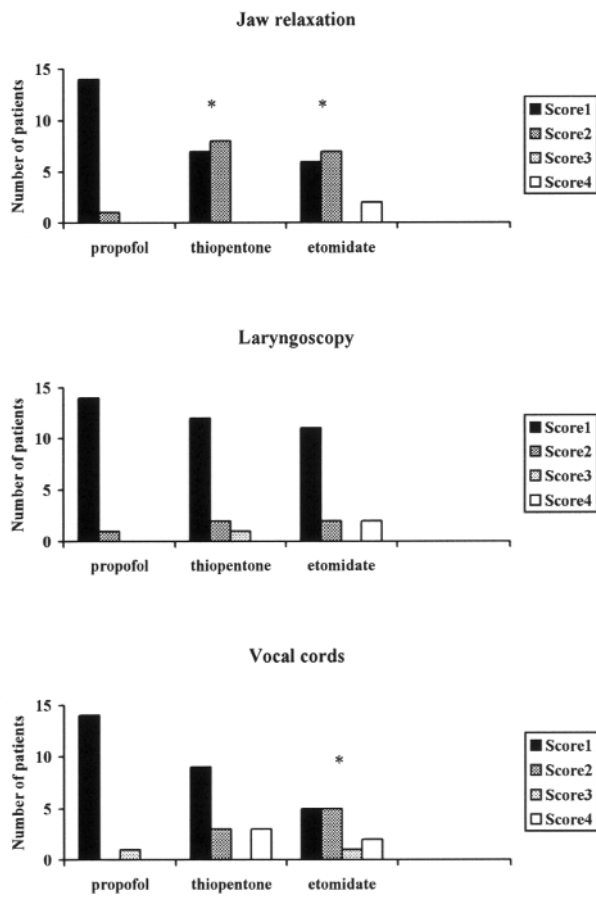 Jaw relaxation
Number of patients
15
10
5
0
*
*
propofol
thiopentone
etomidate
Score1
Score2
Score3
Score4
Laryngoscopy
Number of patients
15
10
5
0
propofol
thiopentone
etomidate
Score1
Score2
Score3
Score4
Vocal cords
Number of patients
15
10
5
0
*
propofol
thiopentone
etomidate
Score1
Score2
Score3
Score4